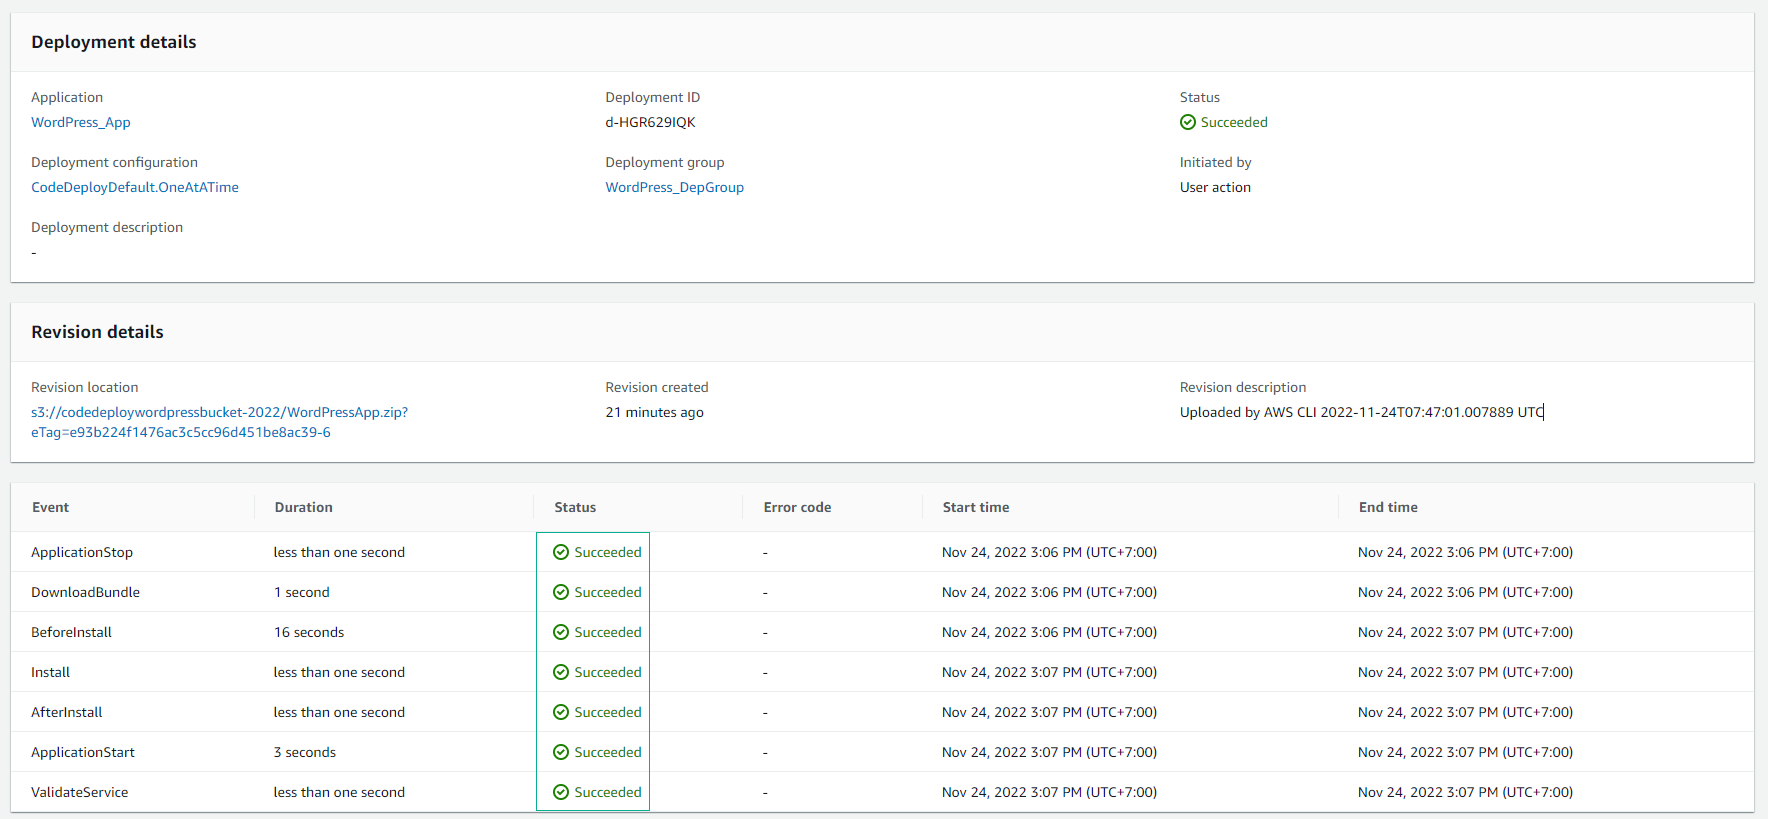 Deployment details
Application
Deployment ID
Status
WordPress_App
d-HGR629IQK
Succeeded
Deployment configuration
Deployment group
Initiated by
CodeDeployDefault.OneAtATime
WordPress_DepGroup
User action
Deployment description
-
Revision details
Revision location
Revision created
Revision description
s3://codedeploywordpressbucket-2022/WordPressApp.zip?
eTag=e93b224f1476ac3c5cc96d451be8ac39-6
21 minutes ago
Uploaded by AWS CLI 2022-11-24T07:47:01.007889 UTC
Event Duration Status Error code Start time End time
ApplicationStop less than one second Succeeded - Nov 24, 2022 3:06 PM (UTC+7:00) Nov 24, 2022 3:06 PM (UTC+7:00)
DownloadBundle 1 second Succeeded - Nov 24, 2022 3:06 PM (UTC+7:00) Nov 24, 2022 3:06 PM (UTC+7:00)
BeforeInstall 16 seconds Succeeded - Nov 24, 2022 3:06 PM (UTC+7:00) Nov 24, 2022 3:07 PM (UTC+7:00)
Install less than one second Succeeded - Nov 24, 2022 3:07 PM (UTC+7:00) Nov 24, 2022 3:07 PM (UTC+7:00)
AfterInstall less than one second Succeeded - Nov 24, 2022 3:07 PM (UTC+7:00) Nov 24, 2022 3:07 PM (UTC+7:00)
ApplicationStart 3 seconds Succeeded - Nov 24, 2022 3:07 PM (UTC+7:00) Nov 24, 2022 3:07 PM (UTC+7:00)
ValidateService less than one second Succeeded - Nov 24, 2022 3:07 PM (UTC+7:00) Nov 24, 2022 3:07 PM (UTC+7:00)